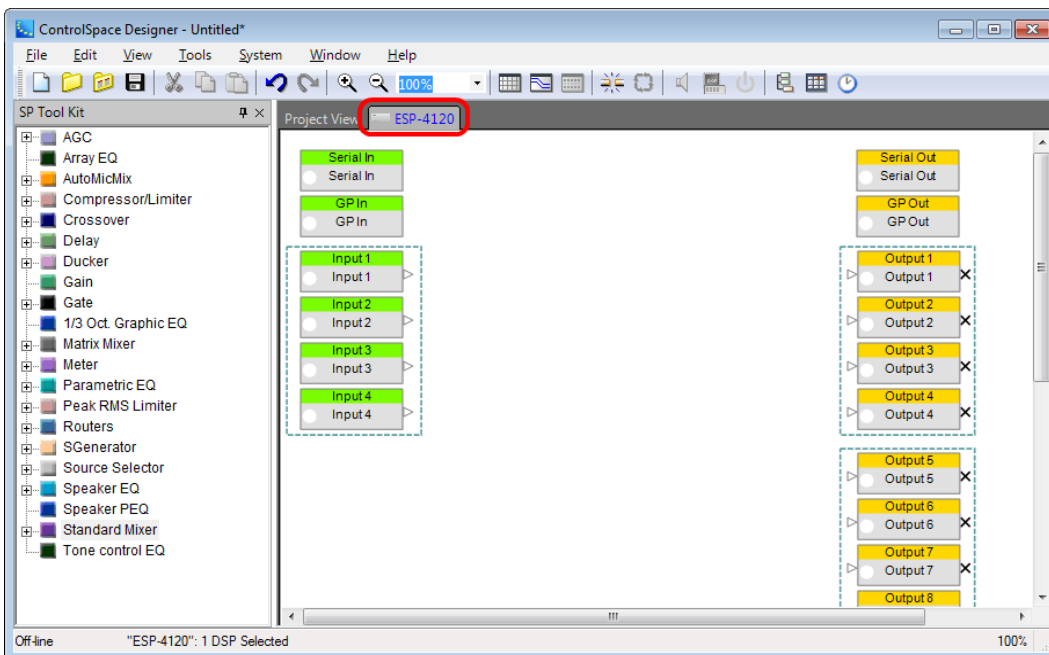 ControlSpace Designer - Untitled*
File Edit View Tools System Window Help
100%
SP Tool Kit
AGC
Array EQ
AutoMicMix
Compressor/Limiter
Crossover
Delay
Ducker
Gain
Gate
1/3 Oct. Graphic EQ
Matrix Mixer
Meter
Parametric EQ
Peak RMS Limiter
Routers
SGenerator
Source Selector
Speaker EQ
Speaker PEQ
Standard Mixer
Tone control EQ
Project View ESP-4120
Serial In
Serial In
GP In
GP In
Input 1
Input 1
Input 2
Input 2
Input 3
Input 3
Input 4
Input 4
Serial Out
Serial Out
GP Out
GP Out
Output 1
Output 1
Output 2
Output 2
Output 3
Output 3
Output 4
Output 4
Output 5
Output 5
Output 6
Output 6
Output 7
Output 7
Output 8
Off-line "ESP-4120": 1 DSP Selected 100%